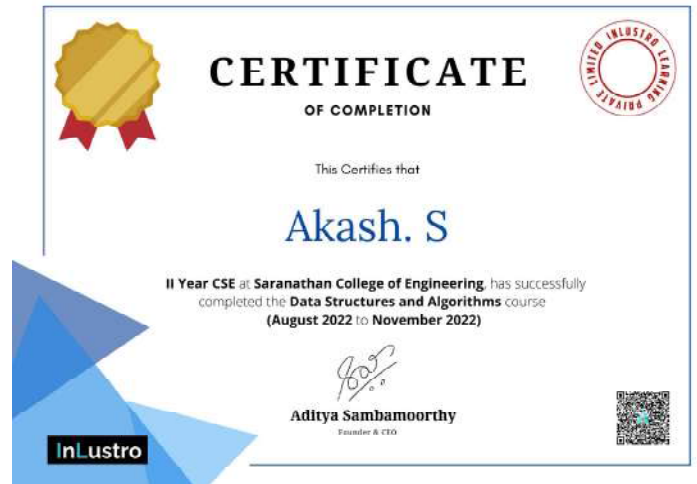 CERTIFICATE
OF COMPLETION
INLUSTRO LEARNING PRIVATE LIMITED
This Certifies that
Akash. S
II Year CSE at Saranathan College of Engineering, has successfully
completed the Data Structures and Algorithms course
(August 2022 to November 2022)
Aditya Sambamoorthy
Founder & CEO
InLustro